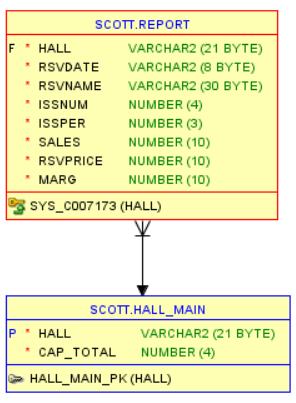 SCOTT.REPORT
F * HALL VARCHAR2 (21 BYTE)
* RSVDATE VARCHAR2 (8 BYTE)
* RSVNAME VARCHAR2 (30 BYTE)
* ISSNUM NUMBER (4)
* ISSPER NUMBER (3)
* SALES NUMBER (10)
* RSVPRICE NUMBER (10)
* MARG NUMBER (10)
SYS_C007173 (HALL)
SCOTT.HALL_MAIN
P * HALL VARCHAR2 (21 BYTE)
* CAP_TOTAL NUMBER (4)
HALL_MAIN_PK (HALL)